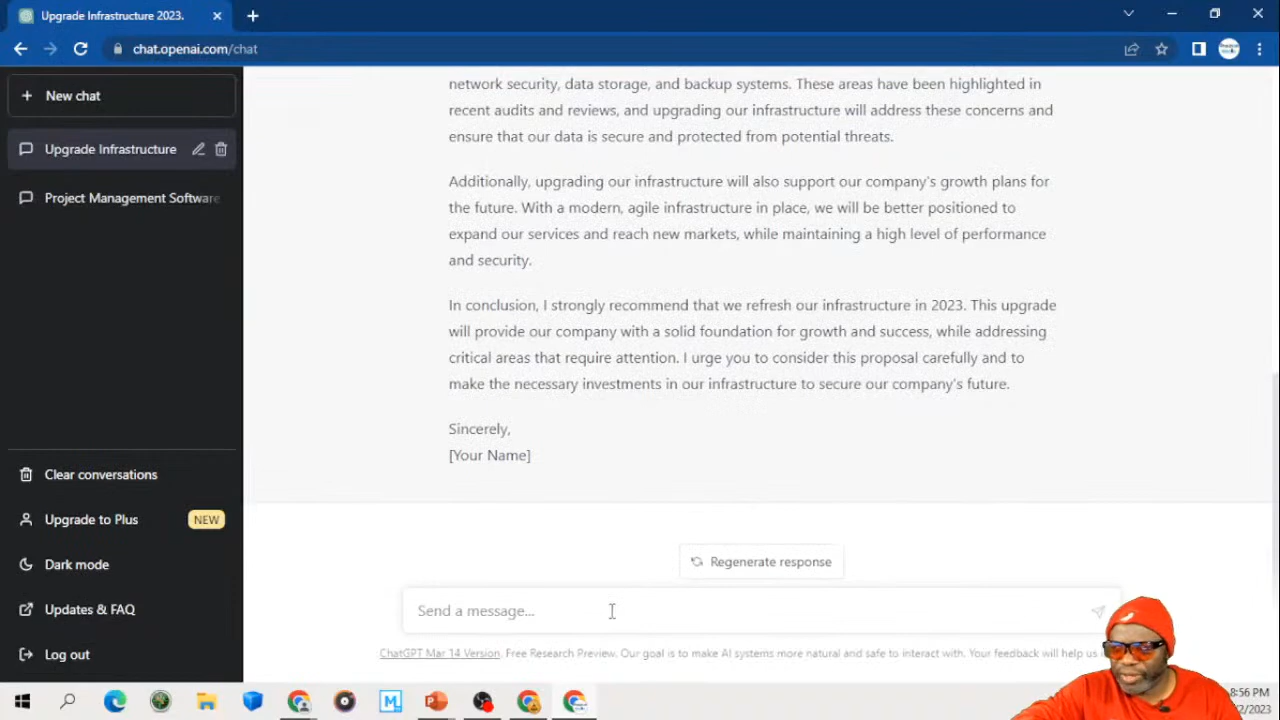 Upgrade Infrastructure 2023.
chat.openai.com/chat
New chat
Upgrade Infrastructure
Project Management Software
Clear conversations
Upgrade to Plus NEW
Dark mode
Updates & FAQ
Log out
network security, data storage, and backup systems. These areas have been highlighted in
recent audits and reviews, and upgrading our infrastructure will address these concerns and
ensure that our data is secure and protected from potential threats.
Additionally, upgrading our infrastructure will also support our company's growth plans for
the future. With a modern, agile infrastructure in place, we will be better positioned to
expand our services and reach new markets, while maintaining a high level of performance
and security.
In conclusion, I strongly recommend that we refresh our infrastructure in 2023. This upgrade
will provide our company with a solid foundation for growth and success, while addressing
critical areas that require attention. I urge you to consider this proposal carefully and to
make the necessary investments in our infrastructure to secure our company's future.
Sincerely,
[Your Name]
Regenerate response
Send a message...
ChatGPT Mar 14 Version. Free Research Preview. Our goal is to make AI systems more natural and safe to interact with. Your feedback will help us
8:56 PM
2/2023